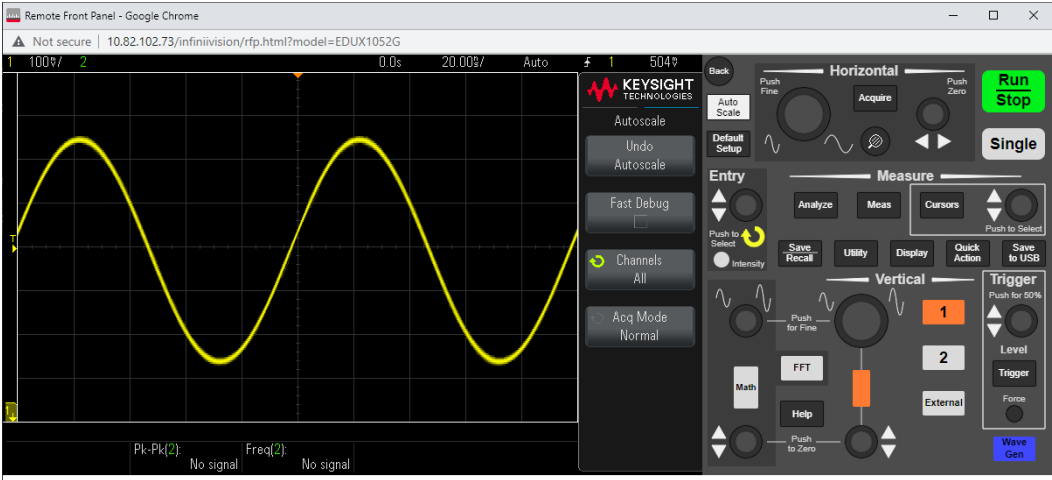 Remote Front Panel - Google Chrome
Not secure | 10.82.102.73/infiniivision/rfp.html?model=EDUX1052G
1 100V/ 2 0.0s 20.00s/ Auto 1 504V
KEYSIGHT
TECHNOLOGIES
Autoscale
Undo
Autoscale
Fast Debug
Channels
All
Acq Mode
Normal
T
1
Pk-Pk(2):
No signal
Freq(2):
No signal
Back
Horizontal
Push
Fine
Push
Zero
Auto
Scale
Acquire
Default
Setup
Run
Stop
Single
Entry
Push to
Select
Intensity
Measure
Analyze
Meas
Cursors
Push to Select
Save
Recall
Utility
Display
Quick
Action
Save
to USB
Vertical
Push
for Fine
1
2
External
Math
FFT
Help
Push
to Zero
Trigger
Push for 50%
Level
Trigger
Force
Wave
Gen